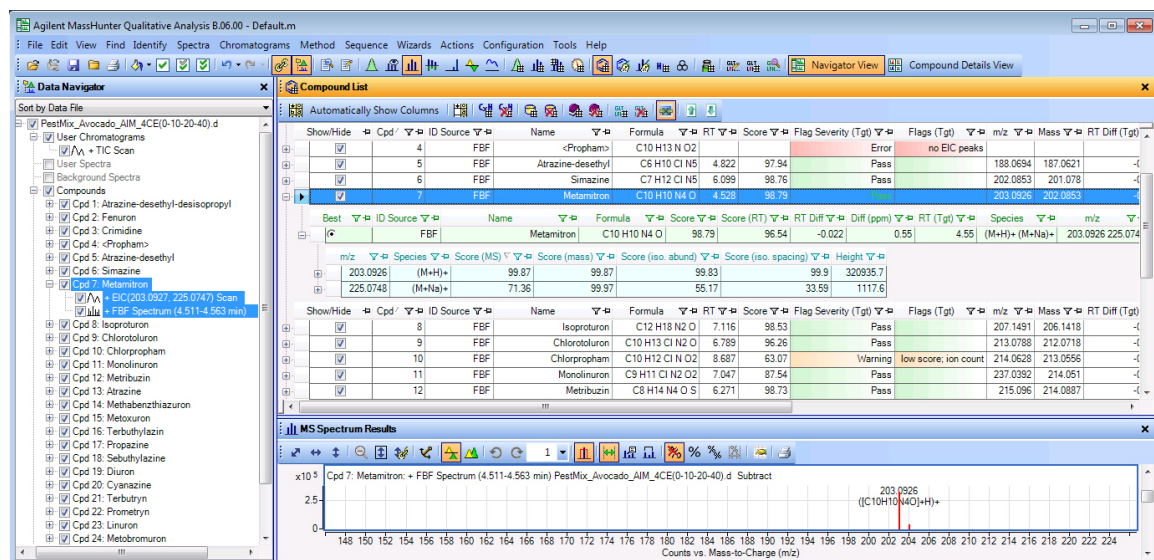 Agilent MassHunter Qualitative Analysis B.06.00 - Default.m
File Edit View Find Identify Spectra Chromatograms Method Sequence Wizards Actions Configuration Tools Help
Navigator View Compound Details View
Data Navigator
Sort by Data File
PestMix_Avocado_AIM_4CE(0-10-20-40).d
User Chromatograms
+ TIC Scan
User Spectra
Background Spectra
Compounds
Cpd 1: Atrazine-desethyl-desisopropyl
Cpd 2: Fenuron
Cpd 3: Crimidine
Cpd 4: <Propham>
Cpd 5: Atrazine-desethyl
Cpd 6: Simazine
Cpd 7: Metamitron
+ EIC(203.0927, 225.0747) Scan
+ FBF Spectrum (4.511-4.563 min)
Cpd 8: Isoproturon
Cpd 9: Chlorotoluron
Cpd 10: Chlorpropham
Cpd 11: Monolinuron
Cpd 12: Metribuzin
Cpd 13: Atrazine
Cpd 14: Methabenzthiazuron
Cpd 15: Metoxuron
Cpd 16: Terbuthylazin
Cpd 17: Propazine
Cpd 18: Sebuthylazine
Cpd 19: Diuron
Cpd 20: Cyanazine
Cpd 21: Terbutryn
Cpd 22: Prometryn
Cpd 23: Linuron
Cpd 24: Metobromuron
Compound List
Automatically Show Columns
Show/Hide Cpd ID Source Name Formula RT Score Flag Severity (Tgt) Flags (Tgt) m/z Mass RT Diff (Tgt)
4 FBF <Propham> C10 H13 N O2 Error no EIC peaks
5 FBF Atrazine-desethyl C6 H10 Cl N5 4.822 97.94 Pass 188.0694 187.0621
6 FBF Simazine C7 H12 Cl N5 6.099 98.76 Pass 202.0853 201.078
7 FBF Metamitron C10 H10 N4 O 4.528 98.79 Pass 203.0926 202.0853
Best ID Source Name Formula Score Score (RT) RT Diff Diff (ppm) RT (Tgt) Species m/z
FBF Metamitron C10 H10 N4 O 98.79 96.54 -0.022 0.55 4.55 (M+H)+ (M+Na)+ 203.0926 225.074
m/z Species Score (MS) Score (mass) Score (iso. abund) Score (iso. spacing) Height
203.0926 (M+H)+ 99.87 99.87 99.83 99.9 320935.7
225.0748 (M+Na)+ 71.36 99.97 55.17 33.59 1117.6
Show/Hide Cpd ID Source Name Formula RT Score Flag Severity (Tgt) Flags (Tgt) m/z Mass RT Diff (Tgt)
8 FBF Isoproturon C12 H18 N2 O 7.116 98.53 Pass 207.1491 206.1418
9 FBF Chlorotoluron C10 H13 Cl N2 O 6.789 96.26 Pass 213.0788 212.0718
10 FBF Chlorpropham C10 H12 Cl N O2 8.687 63.07 Warning low score; ion count 214.0628 213.0556
11 FBF Monolinuron C9 H11 Cl N2 O2 7.047 87.54 Pass 237.0392 214.051
12 FBF Metribuzin C8 H14 N4 O S 6.271 98.73 Pass 215.096 214.0887
MS Spectrum Results
1
x10 5 Cpd 7: Metamitron: + FBF Spectrum (4.511-4.563 min) PestMix_Avocado_AIM_4CE(0-10-20-40).d Subtract
203.0926
([C10H10N4O]+H)+
2.5
0
148 150 152 154 156 158 160 162 164 166 168 170 172 174 176 178 180 182 184 186 188 190 192 194 196 198 200 202 204 206 208 210 212 214 216 218 220 222 224
Counts vs. Mass-to-Charge (m/z)